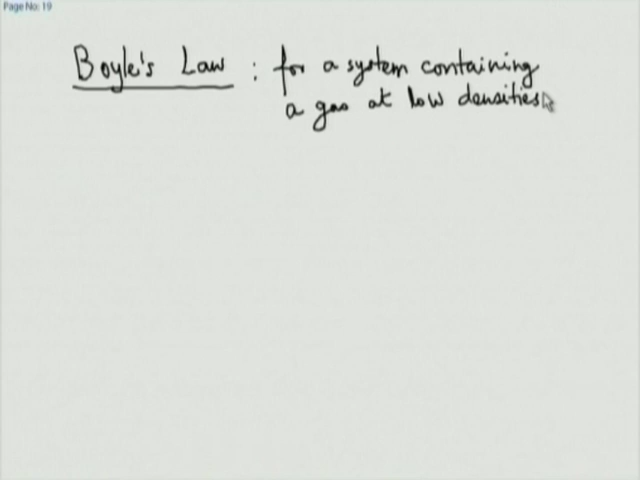 Page No: 19
Boyle's Law : for a system containing
a gas at low densities